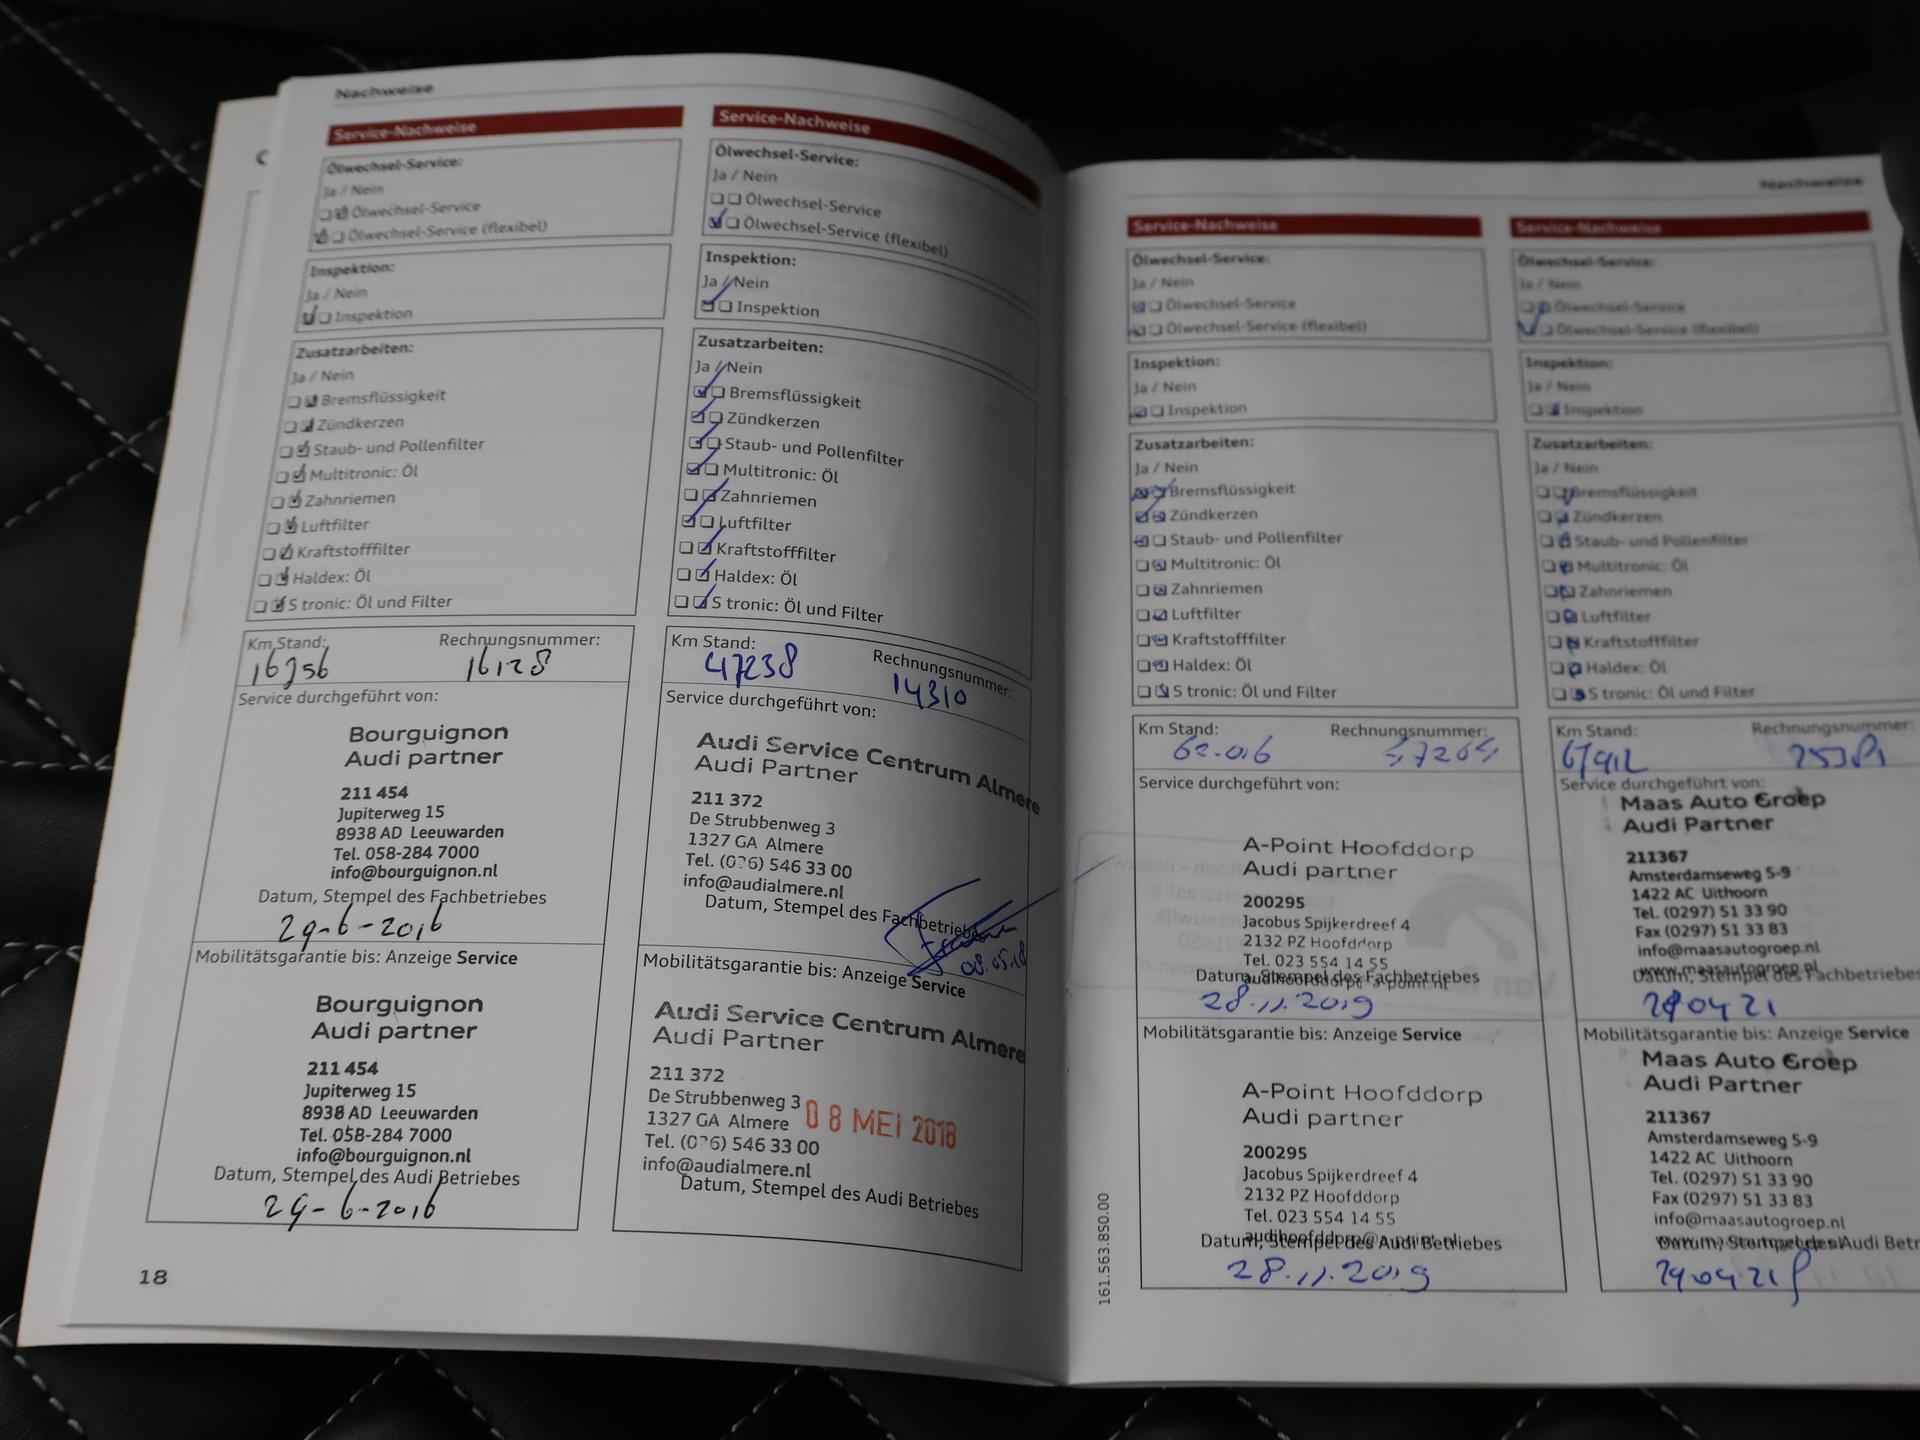 Nachweise
Service-Nachweise
Ölwechsel-Service:
Ja / Nein
Ölwechsel-Service
Ölwechsel-Service (flexibel)
Inspektion:
Ja / Nein
Inspektion
Zusatzarbeiten:
Ja / Nein
Bremsflüssigkeit
Zündkerzen
Staub- und Pollenfilter
Multitronic: Öl
Zahnriemen
Luftfilter
Kraftstofffilter
Haldex: Öl
S tronic: Öl und Filter
Km Stand: Rechnungsnummer:
16128
Service durchgeführt von:
Bourguignon
Audi partner
211 454
Jupiterweg 15
8938 AD Leeuwarden
Tel. 058-284 7000
info@bourguignon.nl
Datum, Stempel des Fachbetriebes
29-6-2016
Mobilitätsgarantie bis: Anzeige Service
Bourguignon
Audi partner
211 454
Jupiterweg 15
8938 AD Leeuwarden
Tel. 058-284 7000
info@bourguignon.nl
Datum, Stempel des Audi Betriebes
29-6-2016
18
Service-Nachweise
Ölwechsel-Service:
Ja / Nein
Ölwechsel-Service
Ölwechsel-Service (flexibel)
Inspektion:
Ja / Nein
Inspektion
Zusatzarbeiten:
Ja / Nein
Bremsflüssigkeit
Zündkerzen
Staub- und Pollenfilter
Multitronic: Öl
Zahnriemen
Luftfilter
Kraftstofffilter
Haldex: Öl
S tronic: Öl und Filter
Km Stand: Rechnungsnummer:
47238 14310
Service durchgeführt von:
Audi Service Centrum Almere
Audi Partner
211 372
De Strubbenweg 3
1327 GA Almere
Tel. (036) 546 33 00
info@audialmere.nl
Datum, Stempel des Fachbetriebes
08.05.18
Mobilitätsgarantie bis: Anzeige Service
Audi Service Centrum Almere
Audi Partner
211 372
De Strubbenweg 3
1327 GA Almere
08 MEI 2018
Tel. (036) 546 33 00
info@audialmere.nl
Datum, Stempel des Audi Betriebes
Nachweise
Service-Nachweise
Ölwechsel-Service:
Ja / Nein
Ölwechsel-Service
Ölwechsel-Service (flexibel)
Inspektion:
Ja / Nein
Inspektion
Zusatzarbeiten:
Ja / Nein
Bremsflüssigkeit
Zündkerzen
Staub- und Pollenfilter
Multitronic: Öl
Zahnriemen
Luftfilter
Kraftstofffilter
Haldex: Öl
S tronic: Öl und Filter
Km Stand: Rechnungsnummer:
62.016
Service durchgeführt von:
A-Point Hoofddorp
Audi partner
200295
Jacobus Spijkerdreef 4
2132 PZ Hoofddorp
Tel. 023 554 14 55
Datum, Stempel des Fachbetriebes
28.11.2019
Mobilitätsgarantie bis: Anzeige Service
A-Point Hoofddorp
Audi partner
200295
Jacobus Spijkerdreef 4
2132 PZ Hoofddorp
Tel. 023 554 14 55
audihoofddorp@a-point.nl
Datum, Stempel des Audi Betriebes
28.11.2019
161.563.850.00
Service-Nachweise
Ölwechsel-Service:
Ja / Nein
Ölwechsel-Service
Ölwechsel-Service (flexibel)
Inspektion:
Ja / Nein
Inspektion
Zusatzarbeiten:
Ja / Nein
Bremsflüssigkeit
Zündkerzen
Staub- und Pollenfilter
Multitronic: Öl
Zahnriemen
Luftfilter
Kraftstofffilter
Haldex: Öl
S tronic: Öl und Filter
Km Stand: Rechnungsnummer:
Service durchgeführt von:
Maas Auto Groep
Audi Partner
211367
Amsterdamseweg 5-9
1422 AC Uithoorn
Tel. (0297) 51 33 90
Fax (0297) 51 33 83
info@maasautogroep.nl
www.maasautogroep.nl
Datum, Stempel des Fachbetriebes
Mobilitätsgarantie bis: Anzeige Service
Maas Auto Groep
Audi Partner
211367
Amsterdamseweg 5-9
1422 AC Uithoorn
Tel. (0297) 51 33 90
Fax (0297) 51 33 83
info@maasautogroep.nl
Datum, Stempel des Audi Betr